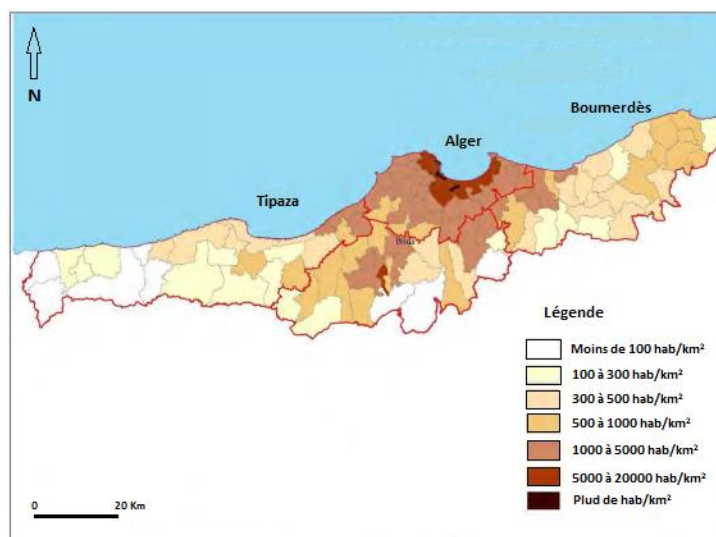 N
Boumerdès
Alger
Tipaza
Blida
Légende
Moins de 100 hab/km²
100 à 300 hab/km²
300 à 500 hab/km²
500 à 1000 hab/km²
1000 à 5000 hab/km²
5000 à 20000 hab/km²
Plud de hab/km²
0 20 Km